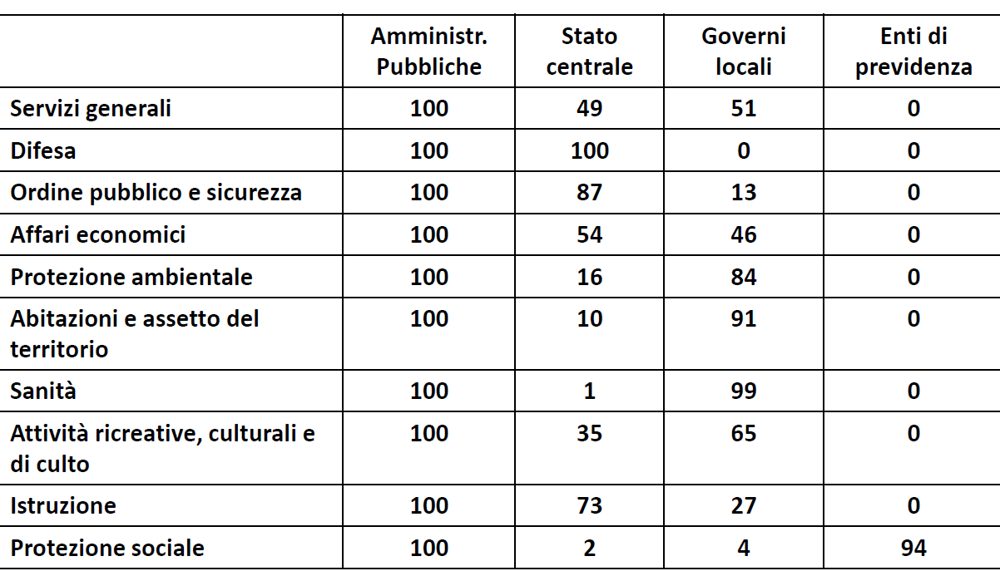 Amministr. Stato Governi Enti di
Pubbliche centrale locali previdenza
Servizi generali 100 49 51 0
Difesa 100 100 0 0
Ordine pubblico e sicurezza 100 87 13 0
Affari economici 100 54 46 0
Protezione ambientale 100 16 84 0
Abitazioni e assetto del 100 10 91 0
territorio
Sanità 100 1 99 0
Attività ricreative, culturali e 100 35 65 0
di culto
Istruzione 100 73 27 0
Protezione sociale 100 2 4 94